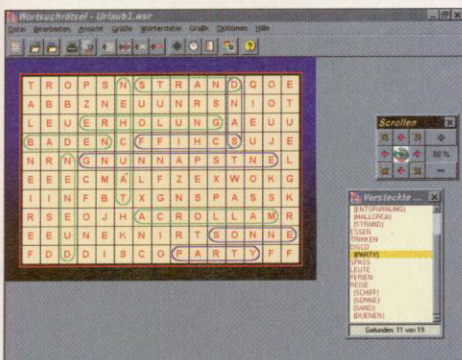 Wortsuchrätsel - Urlaub1.wsr
Datei Bearbeiten Ansicht Größe Wörterdatei Grafik Optionen Hilfe
T R O P S N S T R A N D Q O E
A B B Z N E U U N R S N I O T
L E U E R H O L U N G A E U U
B A D E N C F F I H C S U J E
N R N G N U N N A P S T N E L
E E E C M A L F Z E X W O K G
I I N F B T X G N S P A S S K
R S E O J H A C R O L L A M R
E E U N E K N I R T S O N N E
F D D D I S C O P A R T Y F F
Scrollen
%
Versteckte ...
(ENTSPANNUNG)
(MALLORCA)
(STRAND)
ESSEN
TRINKEN
DISCO
(PARTY)
SPASS
LEUTE
FERIEN
REISE
(SCHIFF)
(SONNE)
(SAND)
(DUENEN)
Gefunden: 11 von 19